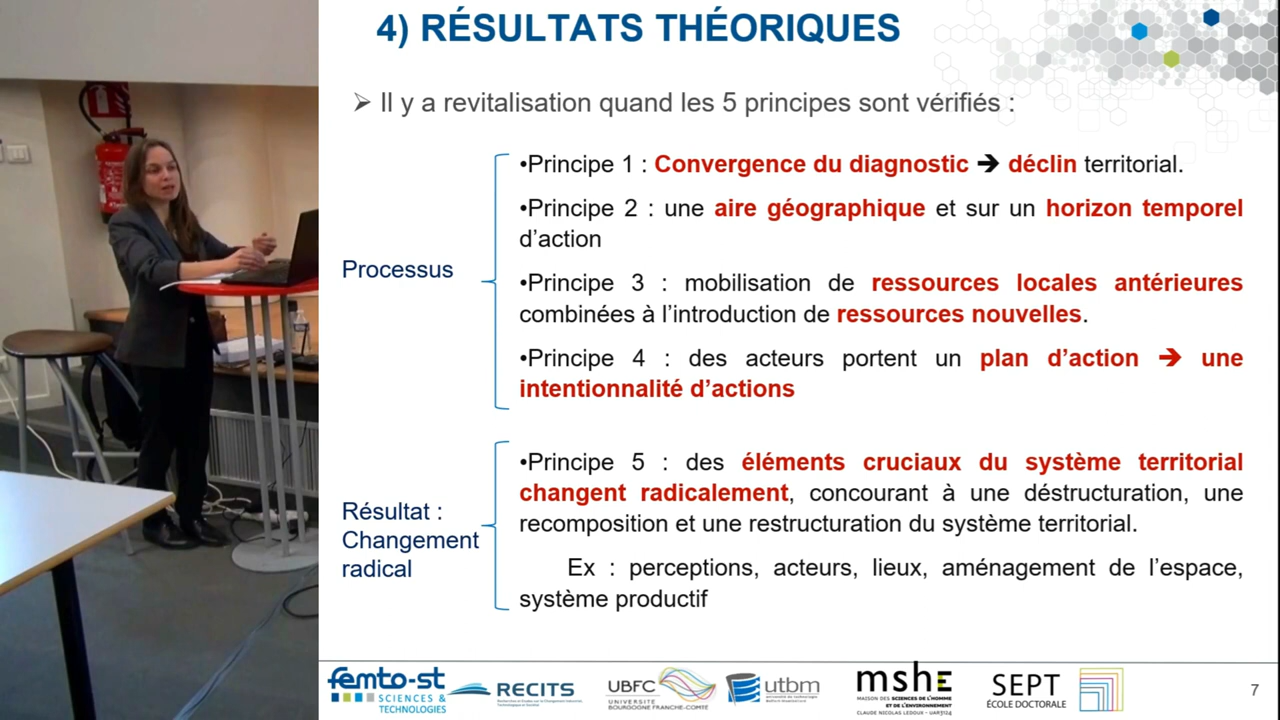 4) RÉSULTATS THÉORIQUES
➢ Il y a revitalisation quand les 5 principes sont vérifiés :
Processus
•Principe 1 : Convergence du diagnostic ➔ déclin territorial.
•Principe 2 : une aire géographique et sur un horizon temporel
d’action
•Principe 3 : mobilisation de ressources locales antérieures
combinées à l’introduction de ressources nouvelles.
•Principe 4 : des acteurs portent un plan d’action ➔ une
intentionnalité d’actions
Résultat :
Changement
radical
•Principe 5 : des éléments cruciaux du système territorial
changent radicalement, concourant à une déstructuration, une
recomposition et une restructuration du système territorial.
Ex : perceptions, acteurs, lieux, aménagement de l’espace,
système productif
femto-st
SCIENCES &
TECHNOLOGIES
RECITS
UBFC
UNIVERSITÉ
BOURGOGNE FRANCHE-COMTÉ
utbm
mshE
MAISON DES SCIENCES DE L'HOMME
ET DE L'ENVIRONNEMENT
CLAUDE NICOLAS LEDOUX - UAR3124
SEPT
ÉCOLE DOCTORALE
7